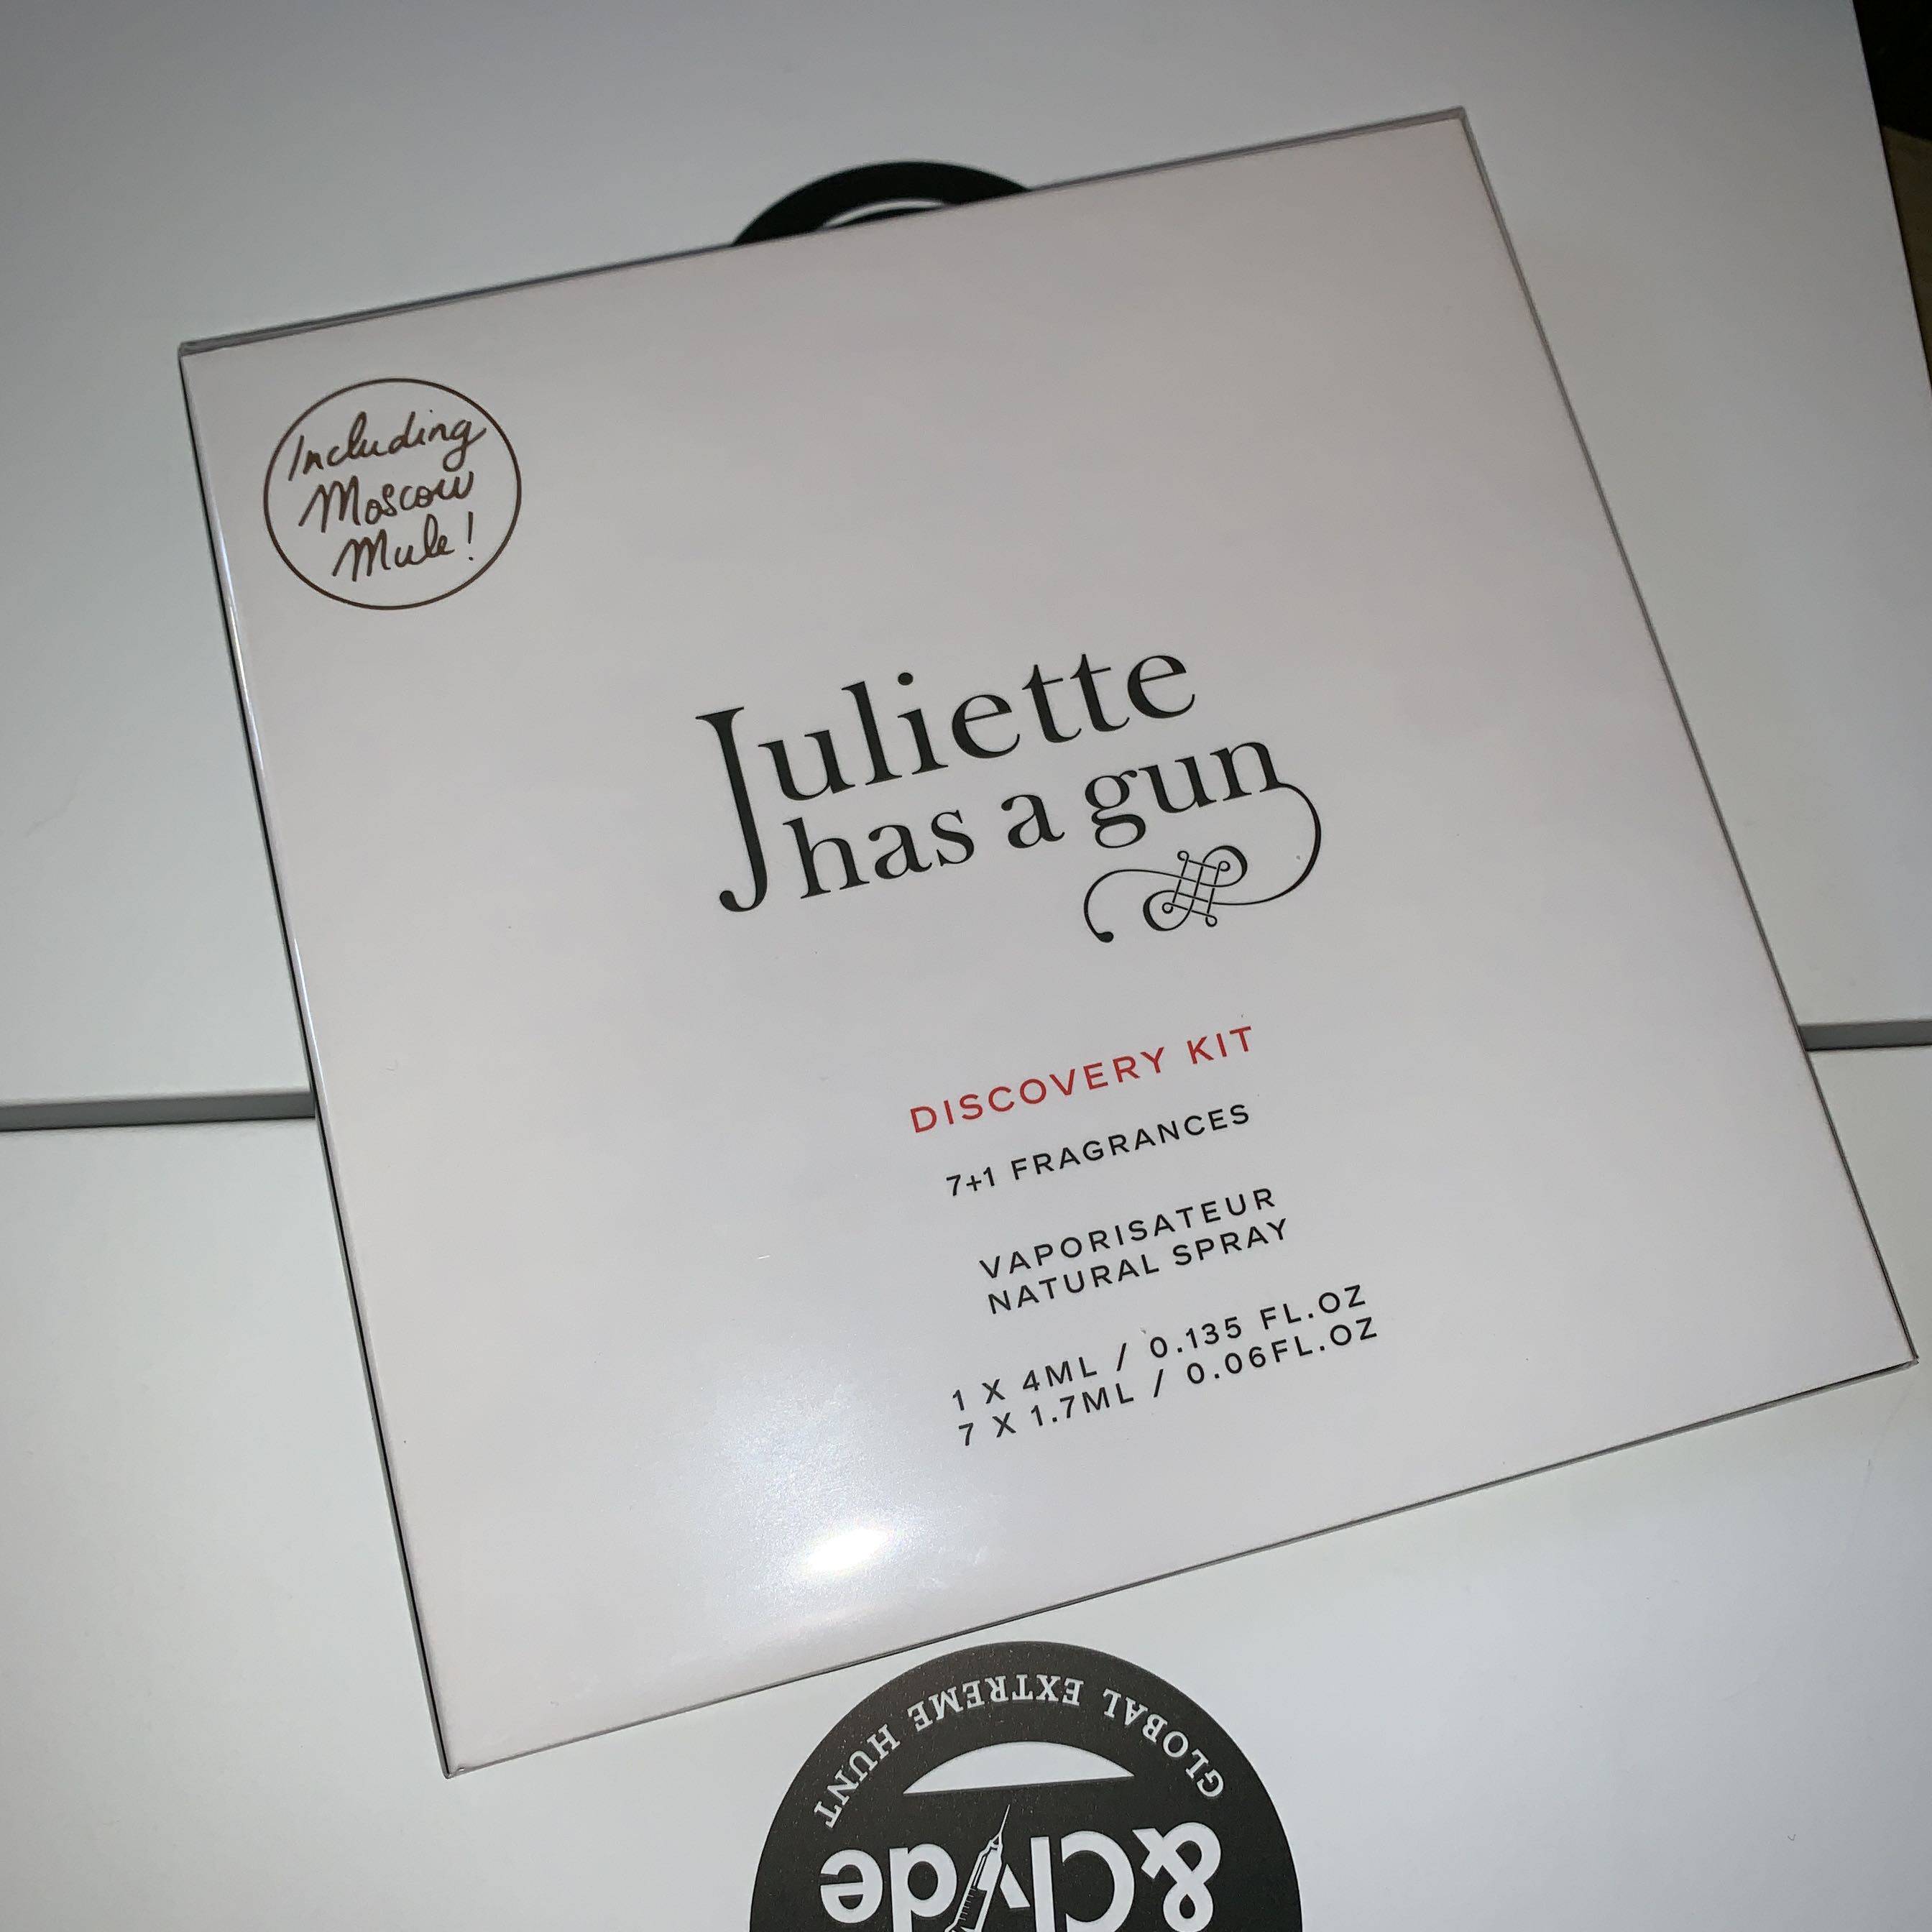 Including
Moscow
Mule!
Juliette
has a gun
DISCOVERY KIT
7+1 FRAGRANCES
VAPORISATEUR
NATURAL SPRAY
1 X 4ML / 0.135 FL.OZ
7 X 1.7ML / 0.06FL.OZ
GLOBAL EXTREME HUNT
&Clyde